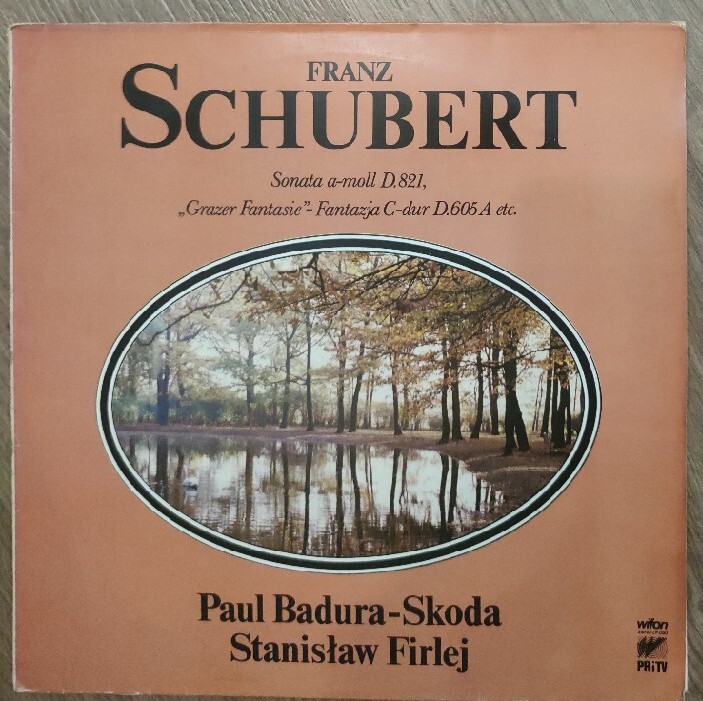 FRANZ
SCHUBERT
Sonata a-moll D.821,
„Grazer Fantasie”- Fantazja C-dur D.605 A etc.
Paul Badura-Skoda
Stanisław Firlej
wifon
PRiTV